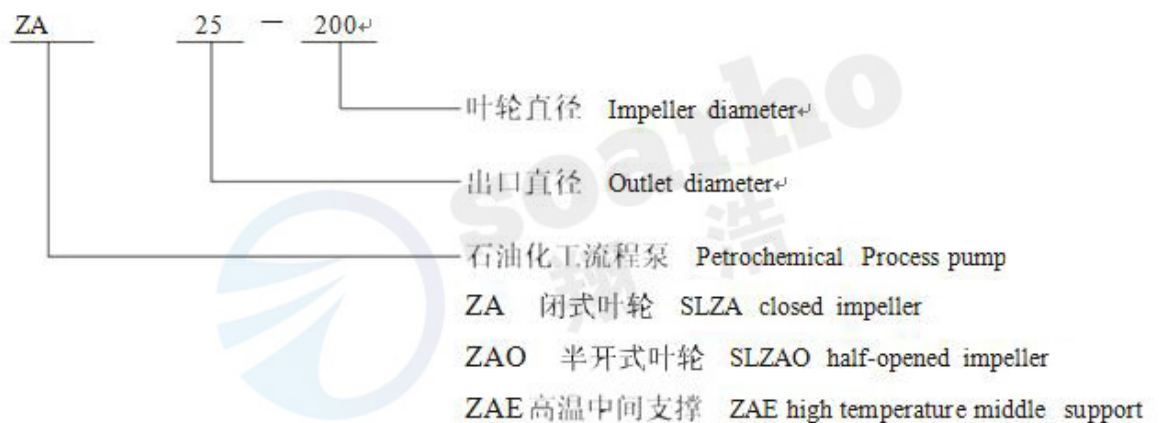 ZA 25 — 200↵
叶轮直径 Impeller diameter↵
出口直径 Outlet diameter↵
石油化工流程泵 Petrochemical Process pump
ZA 闭式叶轮 SLZA closed impeller
ZAO 半开式叶轮 SLZAO half-opened impeller
ZAE高温中间支撑 ZAE high temperature middle support
soarho
翔浩